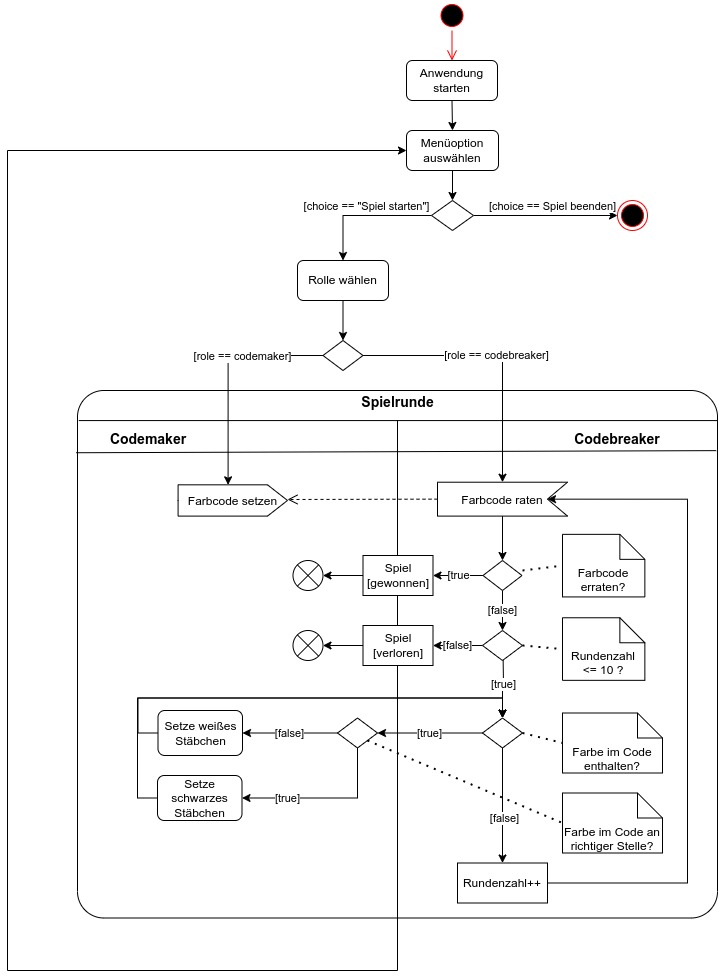 Anwendung
starten
Menüoption
auswählen
[choice == "Spiel starten"]
[choice == Spiel beenden]
Rolle wählen
[role == codemaker]
[role == codebreaker]
Spielrunde
Codemaker
Codebreaker
Farbcode setzen
Farbcode raten
Farbcode
erraten?
Spiel
[gewonnen]
[true
[false]
Spiel
[verloren]
[false]
Rundenzahl
<= 10 ?
[true]
Setze weißes
Stäbchen
[false]
[true]
Farbe im Code
enthalten?
Setze
schwarzes
Stäbchen
[true]
[false]
Farbe im Code an
richtiger Stelle?
Rundenzahl++